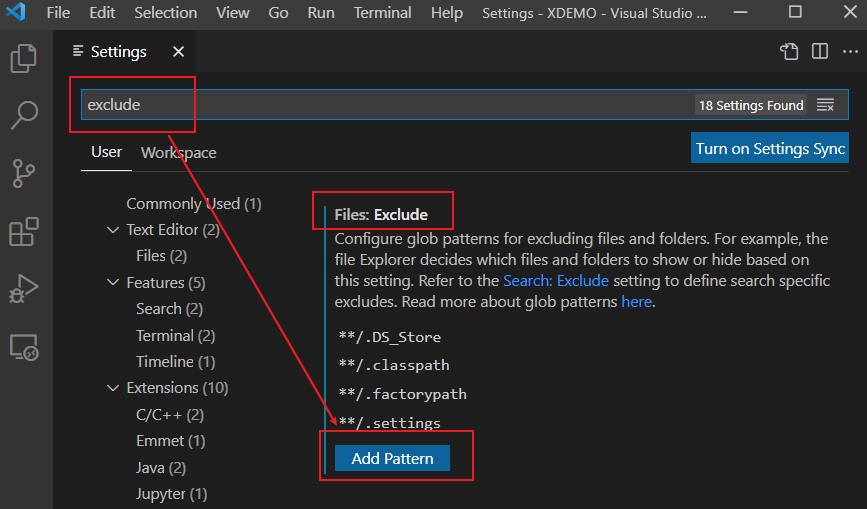 File Edit Selection View Go Run Terminal Help Settings - XDEMO - Visual Studio ...
Settings
exclude
18 Settings Found
User Workspace
Turn on Settings Sync
Commonly Used (1)
Text Editor (2)
Files (2)
Features (5)
Search (2)
Terminal (2)
Timeline (1)
Extensions (10)
C/C++ (2)
Emmet (1)
Java (2)
Jupyter (1)
Files: Exclude
Configure glob patterns for excluding files and folders. For example, the
file Explorer decides which files and folders to show or hide based on
this setting. Refer to the Search: Exclude setting to define search specific
excludes. Read more about glob patterns here.
**/.DS_Store
**/.classpath
**/.factorypath
**/.settings
Add Pattern